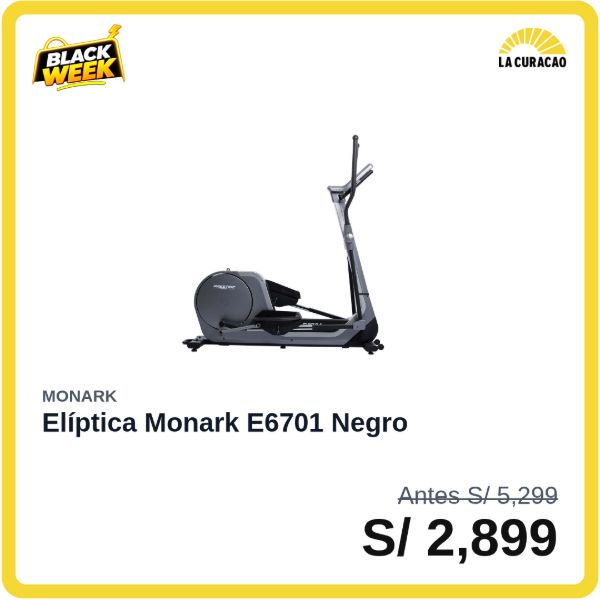 BLACK
WEEK
LA CURACAO
MONARK
Elíptica Monark E6701 Negro
Antes S/ 5,299
S/ 2,899